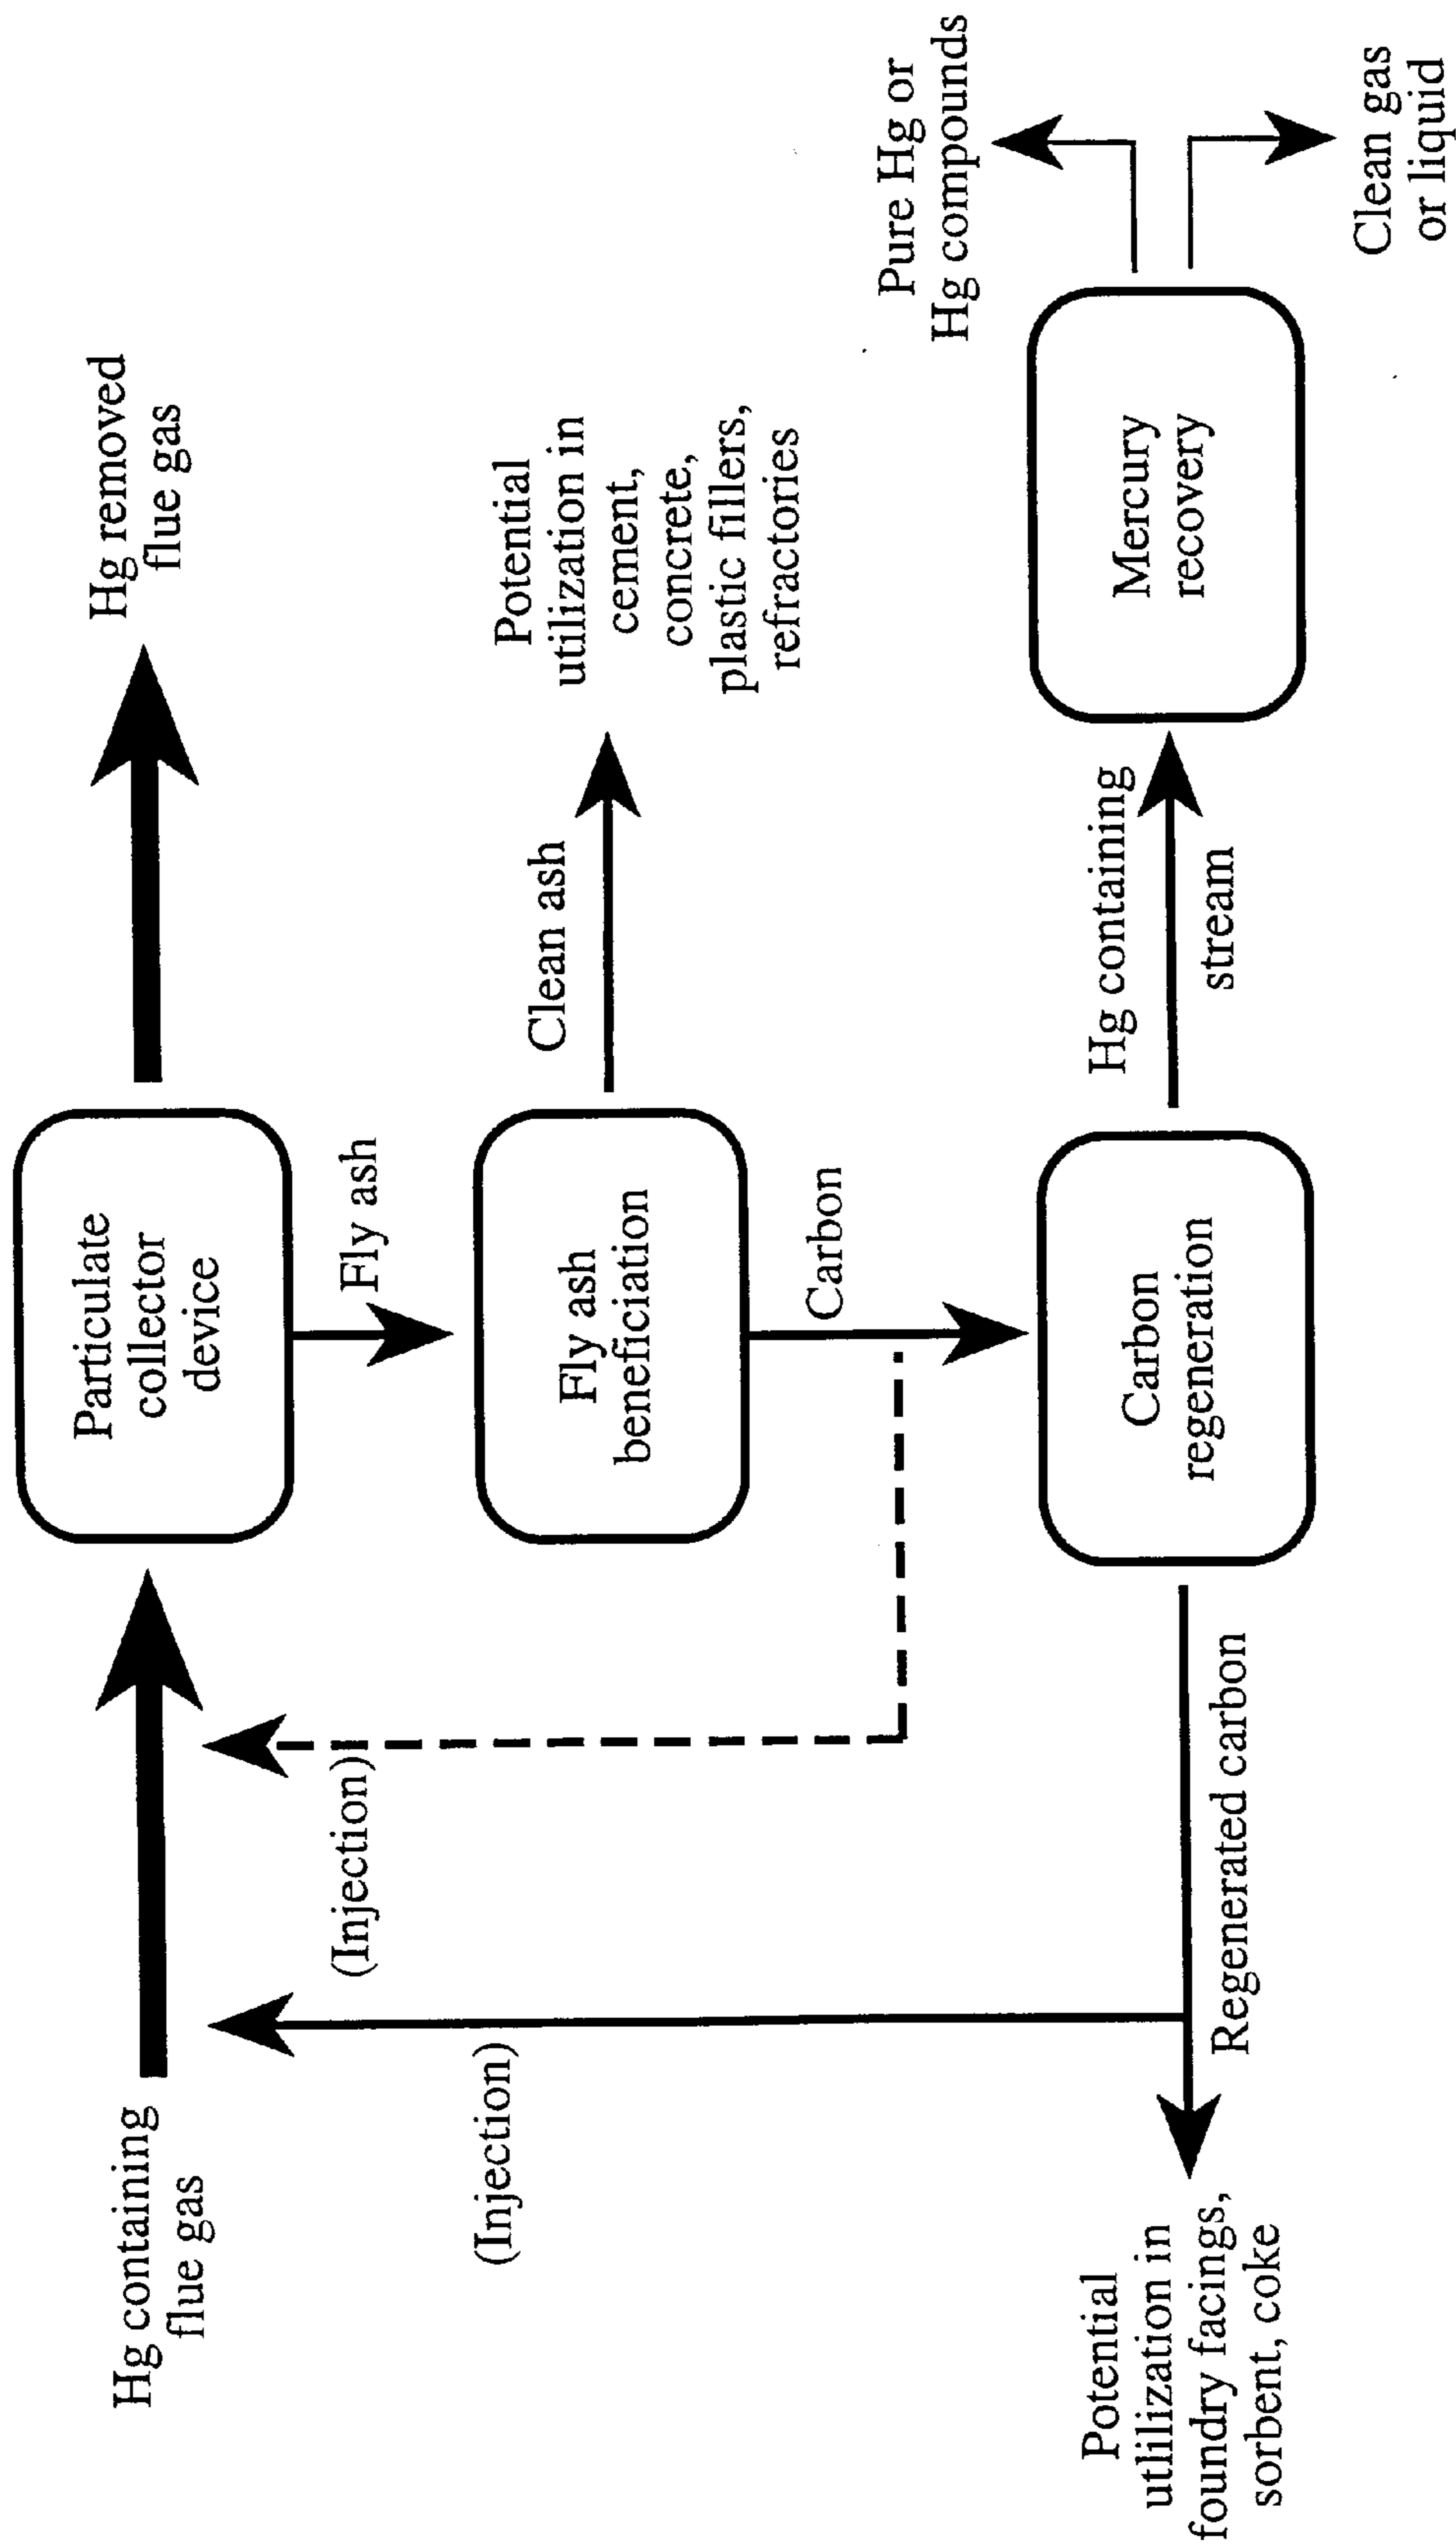 Hg containing
flue gas
Particulate
collector
device
Hg removed
flue gas
Fly ash
(Injection)
(Injection)
Fly ash
beneficiation
Clean ash
Potential
utilization in
cement,
concrete,
plastic fillers,
refractories
Carbon
Potential
utlilization in
foundry facings,
sorbent, coke
Regenerated carbon
Carbon
regeneration
Hg containing
stream
Mercury
recovery
Pure Hg or
Hg compounds
Clean gas
or liquid